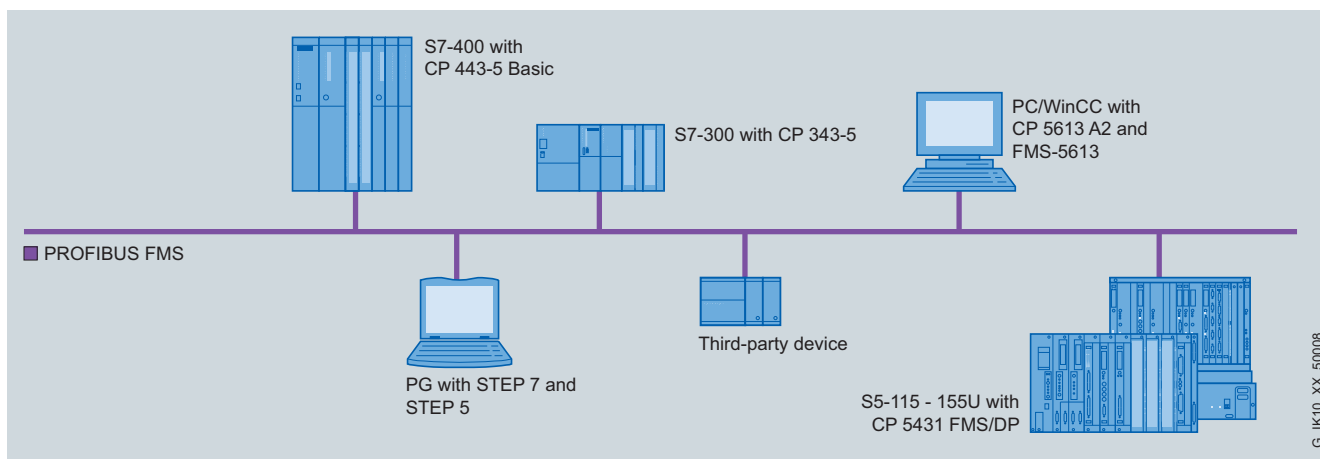 S7-400 with
CP 443-5 Basic
S7-300 with CP 343-5
PC/WinCC with
CP 5613 A2 and
FMS-5613
PROFIBUS FMS
PG with STEP 7 and
STEP 5
Third-party device
S5-115 - 155U with
CP 5431 FMS/DP
G_IK10_XX_50008